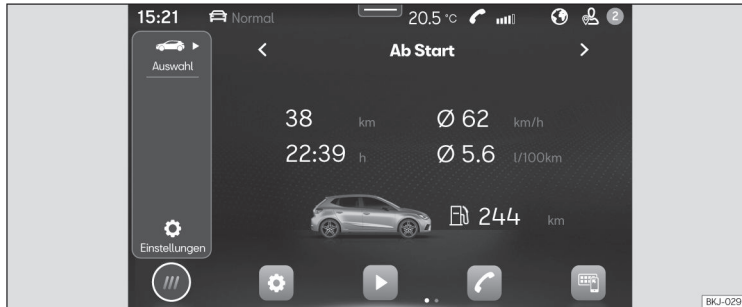 15:21 Normal 20.5 °C 2
Auswahl
Ab Start
38 km Ø 62 km/h
22:39 h Ø 5.6 l/100km
244 km
Einstellungen
BKJ-029